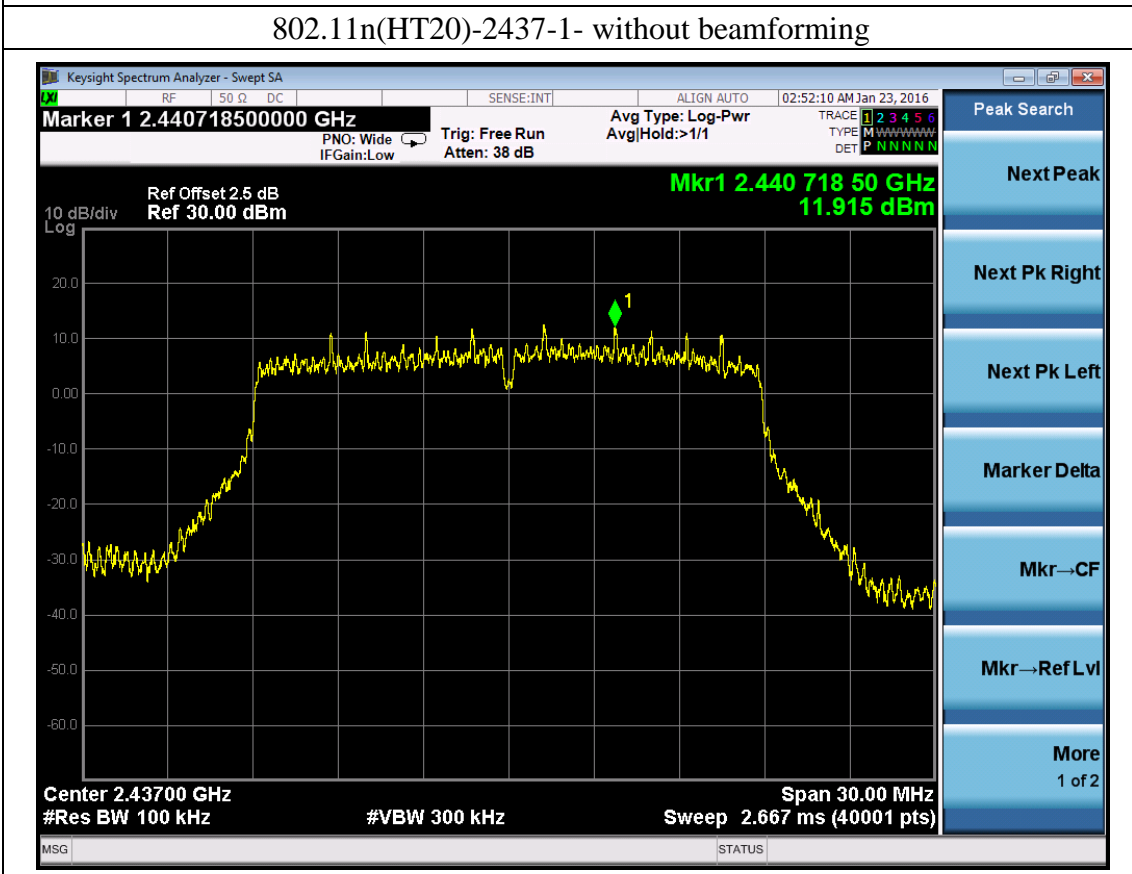 802.11n(HT20)-2437-1- without beamforming
Keysight Spectrum Analyzer - Swept SA
LXI RF 50 Ω DC SENSE:INT ALIGN AUTO 02:52:10 AM Jan 23, 2016
Marker 1 2.440718500000 GHz
PNO: Wide
IFGain:Low
Trig: Free Run
Atten: 38 dB
Avg Type: Log-Pwr
Avg|Hold:>1/1
TRACE 1 2 3 4 5 6
TYPE M WWWWW
DET P N N N N N
Mkr1 2.440 718 50 GHz
11.915 dBm
Ref Offset 2.5 dB
10 dB/div Ref 30.00 dBm
Log
20.0
10.0
0.00
-10.0
-20.0
-30.0
-40.0
-50.0
-60.0
1
Center 2.43700 GHz Span 30.00 MHz
#Res BW 100 kHz #VBW 300 kHz Sweep 2.667 ms (40001 pts)
MSG STATUS
Peak Search
Next Peak
Next Pk Right
Next Pk Left
Marker Delta
Mkr→CF
Mkr→Ref Lvl
More
1 of 2